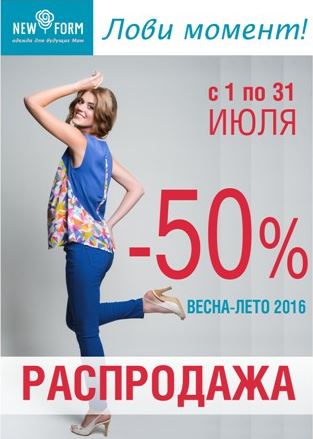 NEW FORM
одежда для будущих Мам
Лови момент!
с 1 по 31
ИЮЛЯ
-50%
ВЕСНА-ЛЕТО 2016
РАСПРОДАЖА